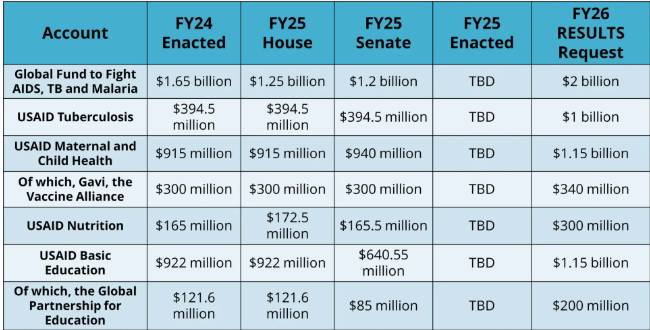 Account FY24 Enacted FY25 House FY25 Senate FY25 Enacted FY26 RESULTS Request
Global Fund to Fight AIDS, TB and Malaria $1.65 billion $1.25 billion $1.2 billion TBD $2 billion
USAID Tuberculosis $394.5 million $394.5 million $394.5 million TBD $1 billion
USAID Maternal and Child Health $915 million $915 million $940 million TBD $1.15 billion
Of which, Gavi, the Vaccine Alliance $300 million $300 million $300 million TBD $340 million
USAID Nutrition $165 million $172.5 million $165.5 million TBD $300 million
USAID Basic Education $922 million $922 million $640.55 million TBD $1.15 billion
Of which, the Global Partnership for Education $121.6 million $121.6 million $85 million TBD $200 million